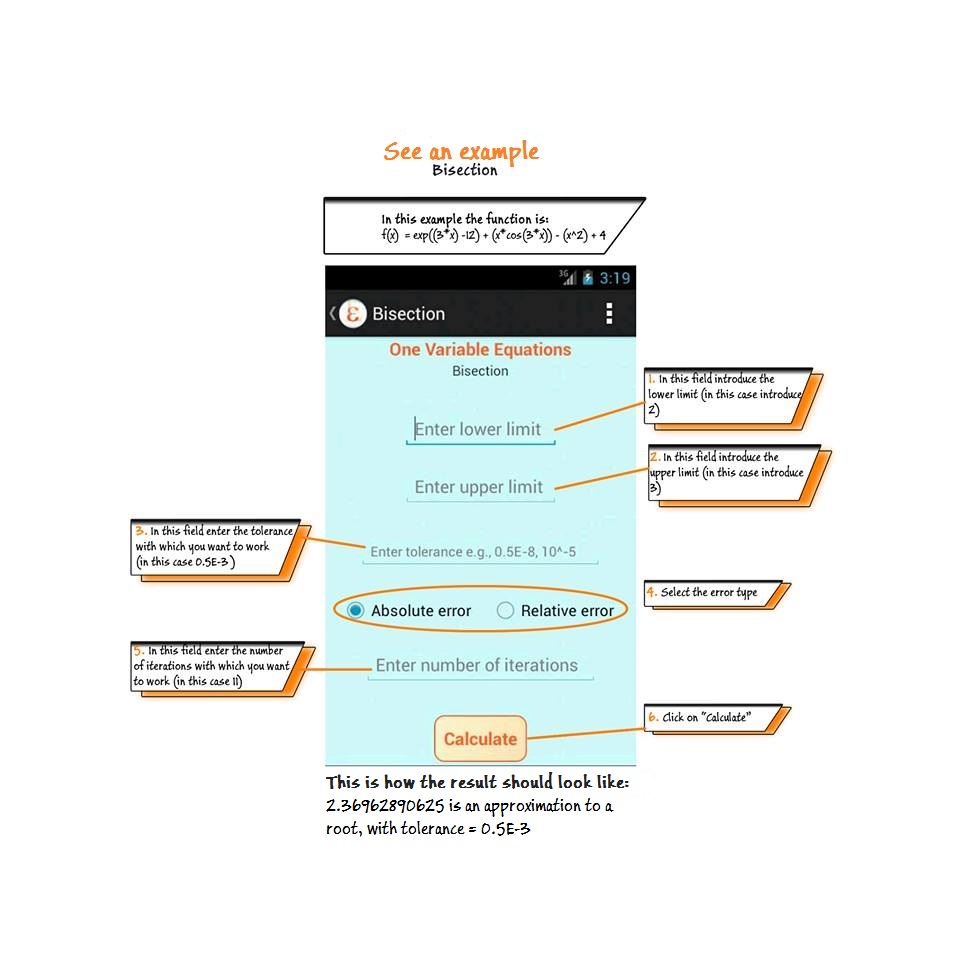 See an example
Bisection
In this example the function is:
f(x) = exp((3*x) -12) + (x*cos(3*x)) - (x^2) + 4
3G 3:19
ε Bisection
One Variable Equations
Bisection
Enter lower limit
1. In this field introduce the
lower limit (in this case introduce
2)
Enter upper limit
2. In this field introduce the
upper limit (in this case introduce
3)
3. In this field enter the tolerance
with which you want to work
(in this case 0.5E-3 )
Enter tolerance e.g., 0.5E-8, 10^-5
4. Select the error type
Absolute error Relative error
5. In this field enter the number
of iterations with which you want
to work (in this case 11)
Enter number of iterations
6. Click on "Calculate"
Calculate
This is how the result should look like:
2.36962890625 is an approximation to a
root, with tolerance = 0.5E-3